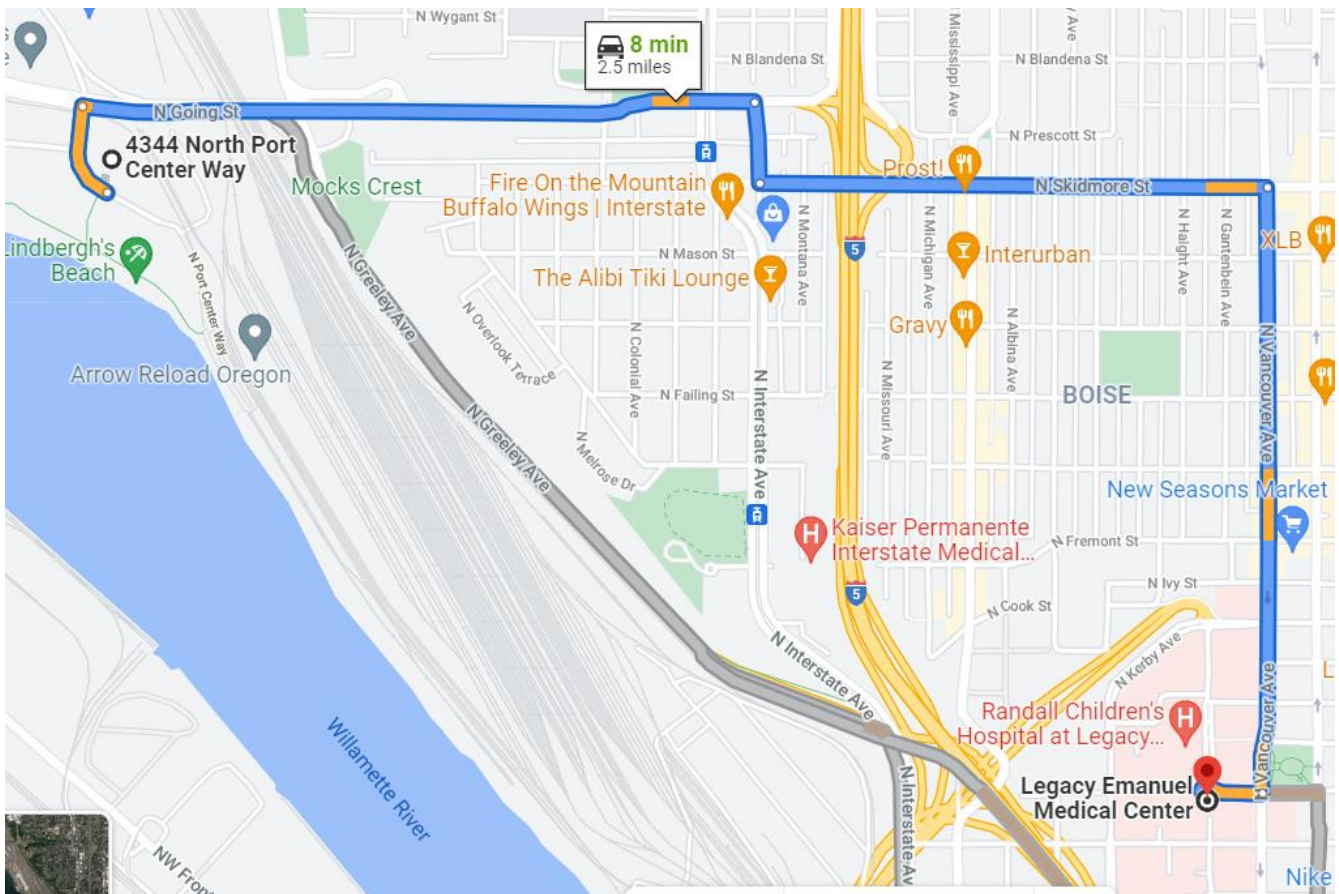 N Wygant St
N Mississippi Ave
y Ave
8 min
2.5 miles
N Blandena St
N Blandena St
N Going St
N Prescott St
4344 North Port
Center Way
Mocks Crest
Fire On the Mountain
Buffalo Wings | Interstate
Prost!
N Skidmore St
Lindbergh's
Beach
N Port Center Way
N Greeley Ave
N Mason St
The Alibi Tiki Lounge
N Montana Ave
5
N Michigan Ave
Interurban
N Haight Ave
N Gantenbein Ave
XLB
Arrow Reload Oregon
N Overlook Terrace
N Colonial Ave
Gravy
N Albina Ave
N Vancouver Ave
N Greeley Ave
N Failing St
N Interstate Ave
N Missouri Ave
BOISE
N Melrose Dr
New Seasons Market
Kaiser Permanente
Interstate Medical...
N Fremont St
5
N Ivy St
N Cook St
N Interstate Ave
N Kerby Ave
Willamette River
Randall Children's
Hospital at Legacy...
N Vancouver Ave
L
N Interstate Av
Legacy Emanuel
Medical Center
NW Fron
Nike
H
H